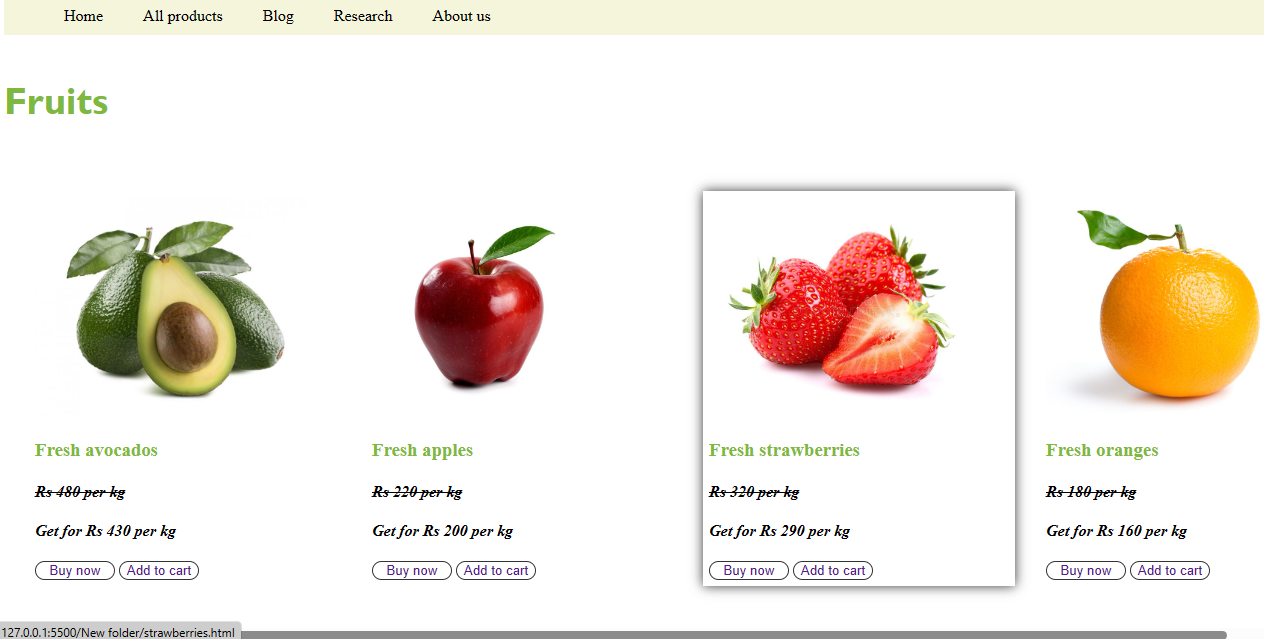 Home All products Blog Research About us
Fruits
Fresh avocados Fresh apples Fresh strawberries Fresh oranges
Rs 480 per kg Rs 220 per kg Rs 320 per kg Rs 180 per kg
Get for Rs 430 per kg Get for Rs 200 per kg Get for Rs 290 per kg Get for Rs 160 per kg
Buy now Add to cart Buy now Add to cart Buy now Add to cart Buy now Add to cart
127.0.0.1:5500/New folder/strawberries.html